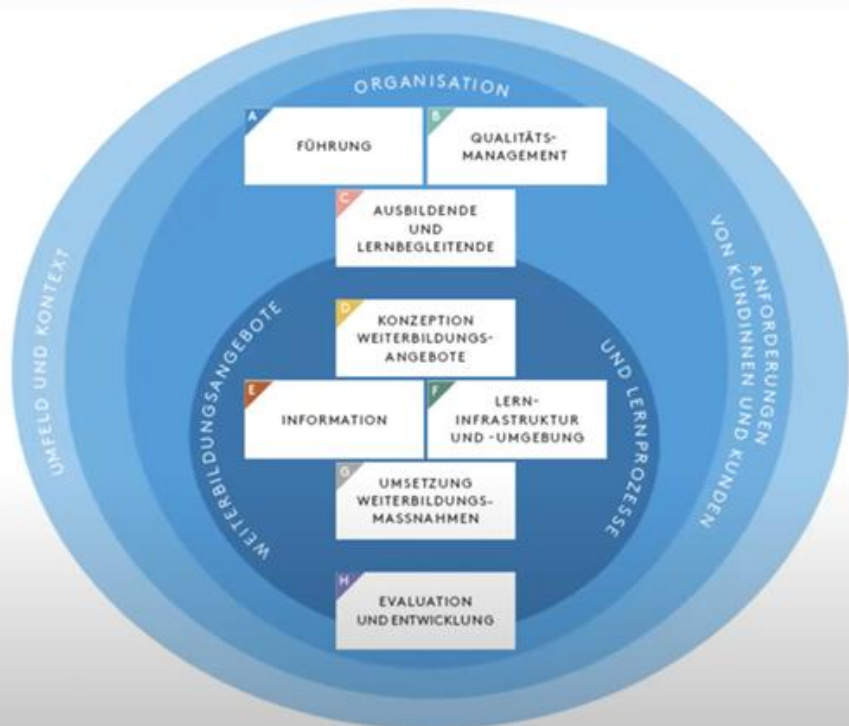 ORGANISATION
A
FÜHRUNG
B
QUALITÄTS-
MANAGEMENT
C
AUSBILDENDE
UND
LERNBEGLEITENDE
UMFELD UND KONTEXT
ANFORDERUNGEN
VON KUNDINNEN UND KUNDEN
WEITERBILDUNGSANGEBOTE
UND LERNPROZESSE
D
KONZEPTION
WEITERBILDUNGS-
ANGEBOTE
E
INFORMATION
F
LERN-
INFRASTRUKTUR
UND -UMGEBUNG
G
UMSETZUNG
WEITERBILDUNGS-
MASSNAHMEN
H
EVALUATION
UND ENTWICKLUNG